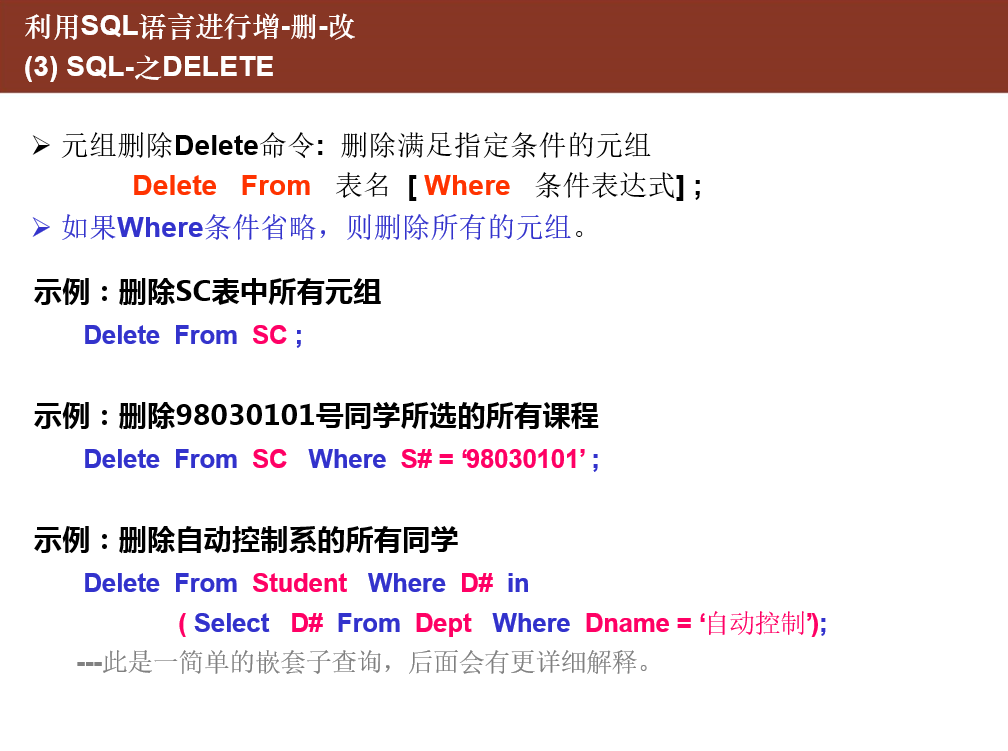 利用SQL语言进行增-删-改
(3) SQL-之DELETE
➢ 元组删除Delete命令: 删除满足指定条件的元组
Delete From 表名 [ Where 条件表达式] ;
➢ 如果Where条件省略，则删除所有的元组。
示例：删除SC表中所有元组
Delete From SC ;
示例：删除98030101号同学所选的所有课程
Delete From SC Where S# = ‘98030101’ ;
示例：删除自动控制系的所有同学
Delete From Student Where D# in
( Select D# From Dept Where Dname = ‘自动控制’);
---此是一简单的嵌套子查询，后面会有更详细解释。